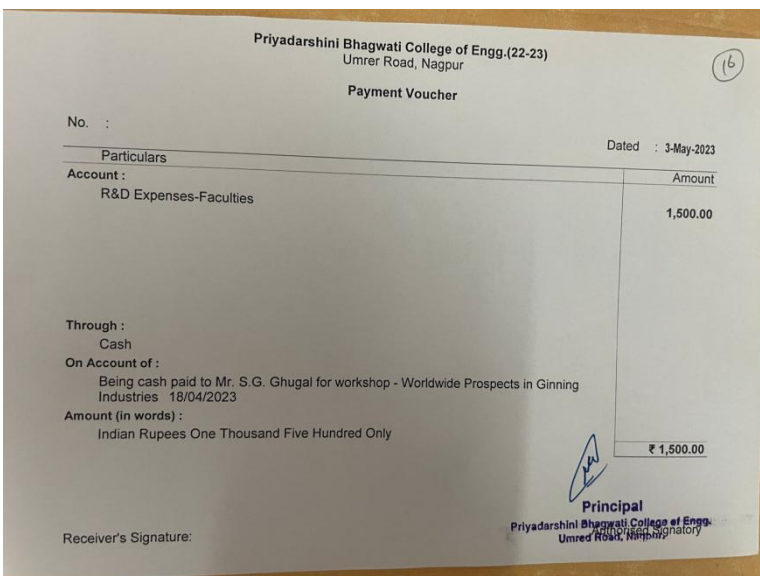 Priyadarshini Bhagwati College of Engg.(22-23)
Umrer Road, Nagpur
16
Payment Voucher
No. :
Dated : 3-May-2023
Particulars
Amount
Account :
R&D Expenses-Faculties
1,500.00
Through :
Cash
On Account of :
Being cash paid to Mr. S.G. Ghugal for workshop - Worldwide Prospects in Ginning
Industries 18/04/2023
Amount (in words) :
Indian Rupees One Thousand Five Hundred Only
₹ 1,500.00
Principal
Priyadarshini Bhagwati College of Engg.
Authorised Signatory
Umred Road, Nagpur.
Receiver's Signature: